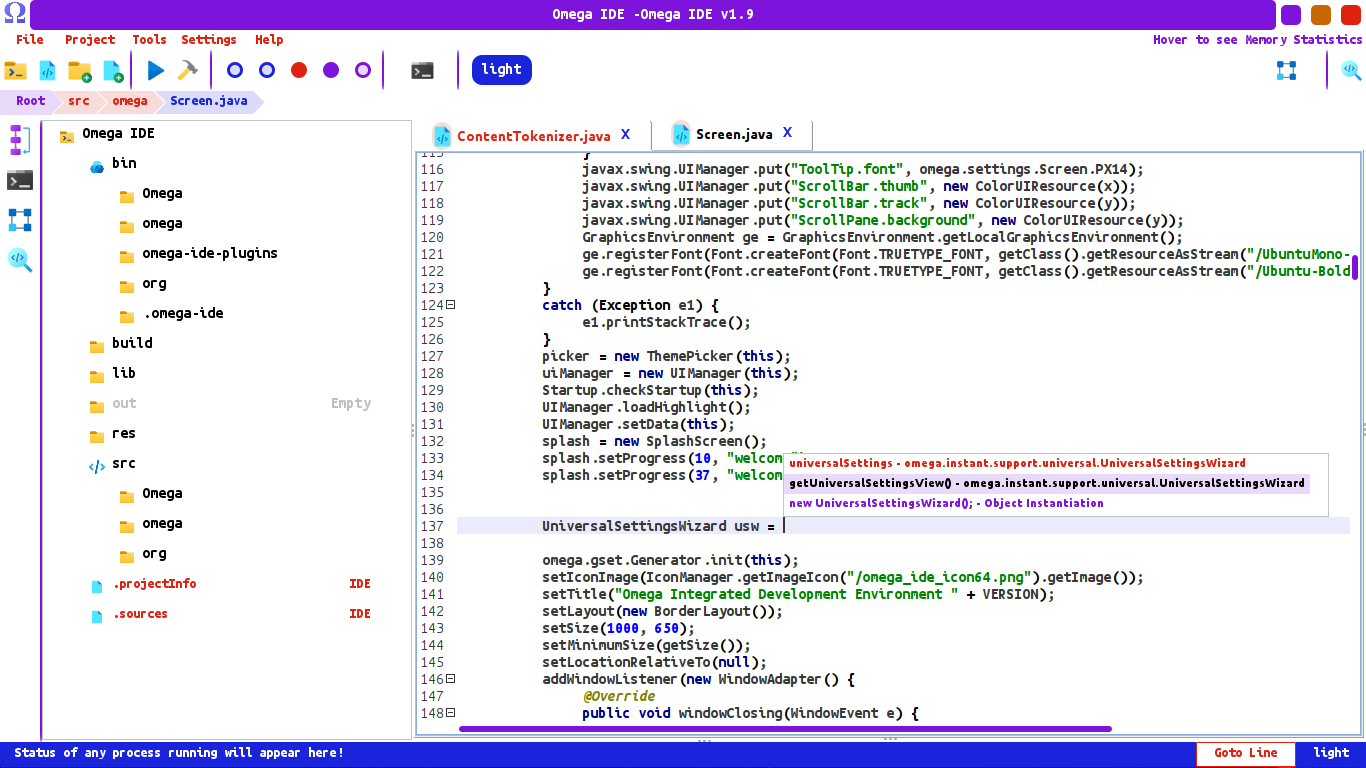 Omega IDE -Omega IDE v1.9
File Project Tools Settings Help
Hover to see Memory Statistics
light
Root src omega Screen.java
Omega IDE
bin
Omega
omega
omega-ide-plugins
org
.omega-ide
build
lib
out Empty
res
src
Omega
omega
org
.projectInfo IDE
.sources IDE
ContentTokenizer.java X
Screen.java X
115 }
116 javax.swing.UIManager.put("ToolTip.font", omega.settings.Screen.PX14);
117 javax.swing.UIManager.put("ScrollBar.thumb", new ColorUIResource(x));
118 javax.swing.UIManager.put("ScrollBar.track", new ColorUIResource(y));
119 javax.swing.UIManager.put("ScrollPane.background", new ColorUIResource(y));
120 GraphicsEnvironment ge = GraphicsEnvironment.getLocalGraphicsEnvironment();
121 ge.registerFont(Font.createFont(Font.TRUETYPE_FONT, getClass().getResourceAsStream("/UbuntuMono-
122 ge.registerFont(Font.createFont(Font.TRUETYPE_FONT, getClass().getResourceAsStream("/Ubuntu-Bold
123 }
124 catch (Exception e1) {
125 e1.printStackTrace();
126 }
127 picker = new ThemePicker(this);
128 uiManager = new UIManager(this);
129 Startup.checkStartup(this);
130 UIManager.loadHighlight();
131 UIManager.setData(this);
132 splash = new SplashScreen();
133 splash.setProgress(10, "welcom
134 splash.setProgress(37, "welcom
135
136
137 UniversalSettingsWizard usw =
universalSettings - omega.instant.support.universal.UniversalSettingsWizard
getUniversalSettingsView() - omega.instant.support.universal.UniversalSettingsWizard
new UniversalSettingsWizard(); - Object Instantiation
138
139 omega.gset.Generator.init(this);
140 setIconImage(IconManager.getImageIcon("/omega_ide_icon64.png").getImage());
141 setTitle("Omega Integrated Development Environment " + VERSION);
142 setLayout(new BorderLayout());
143 setSize(1000, 650);
144 setMinimumSize(getSize());
145 setLocationRelativeTo(null);
146 addWindowListener(new WindowAdapter() {
147 @Override
148 public void windowClosing(WindowEvent e) {
Status of any process running will appear here!
Goto Line
light